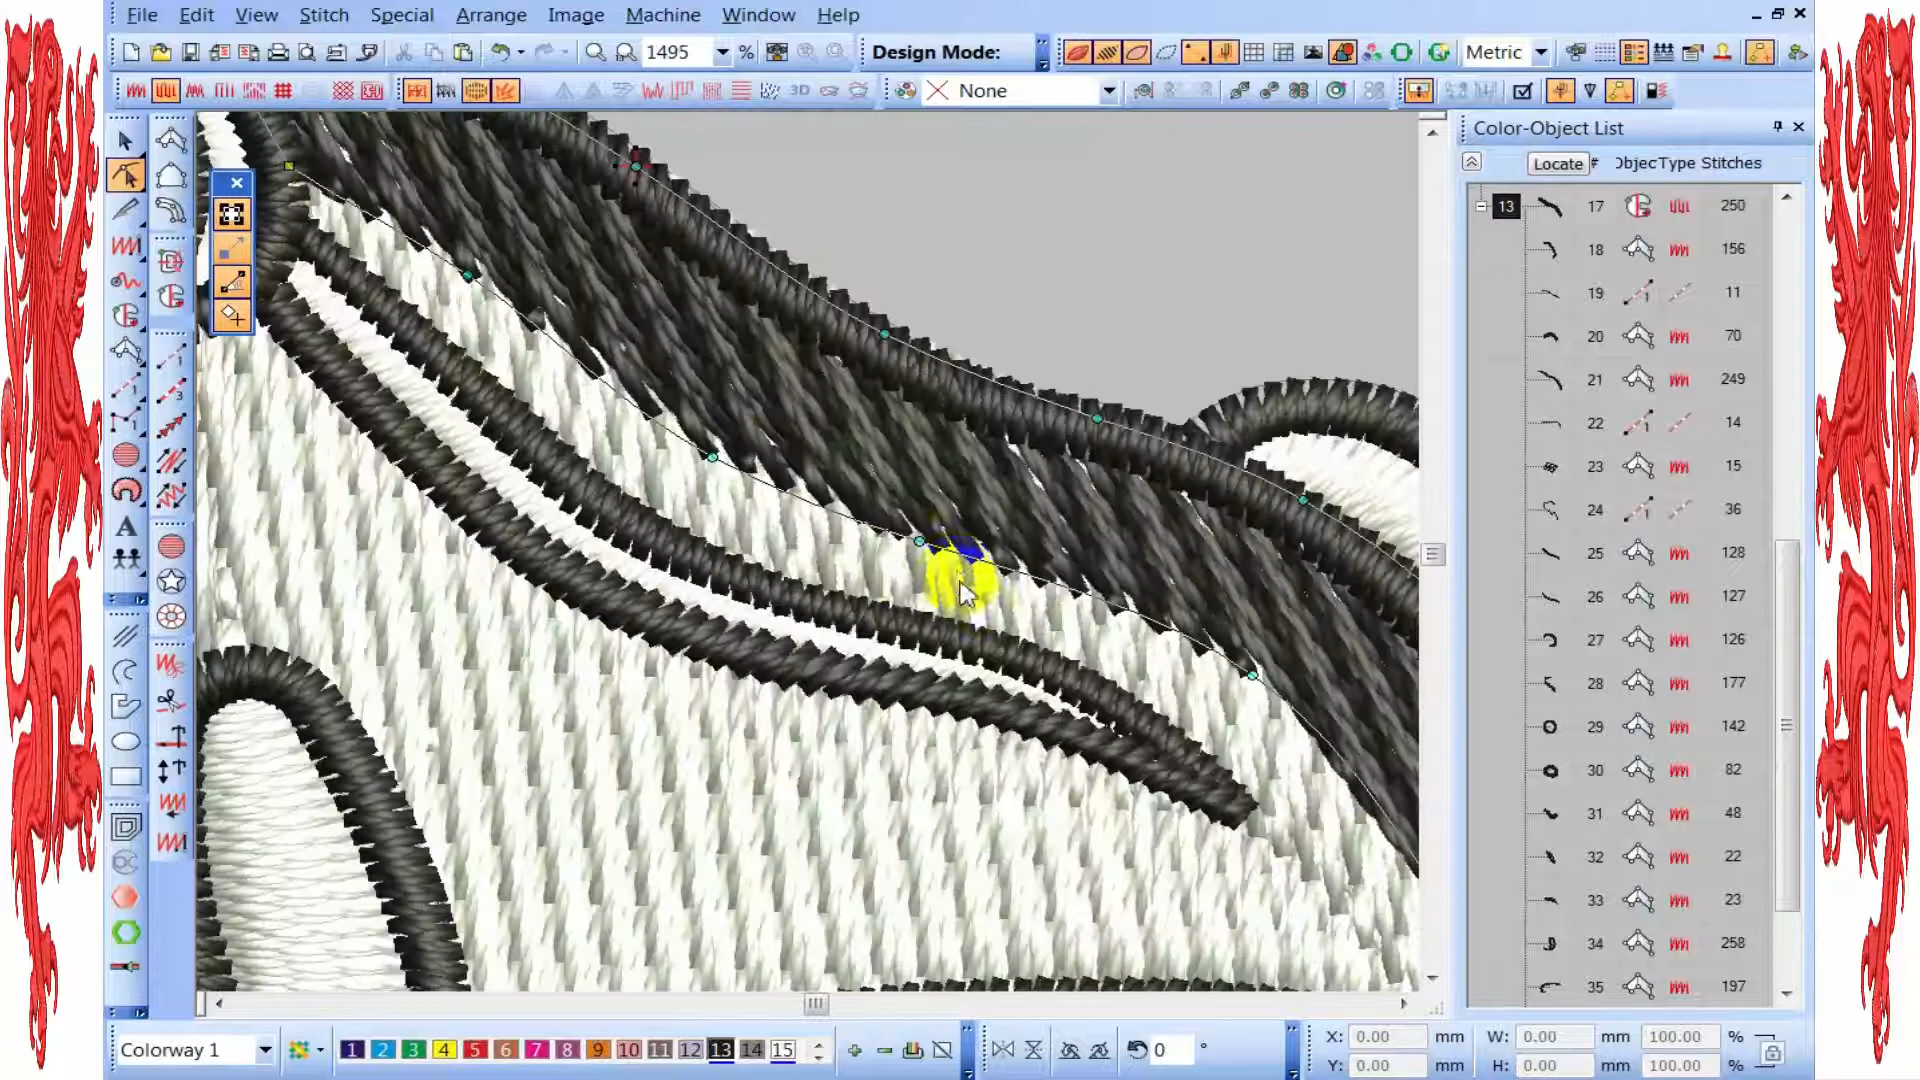 File Edit View Stitch Special Arrange Image Machine Window Help
1495 % Design Mode: Metric
None 3D
Color-Object List
Locate # ObjecType Stitches
13 17 250
18 156
19 11
20 70
21 249
22 14
23 15
24 36
25 128
26 127
27 126
28 177
29 142
30 82
31 48
32 22
33 23
34 258
35 197
Colorway 1 1 2 3 4 5 6 7 8 9 10 11 12 13 14 15 0 °
X: 0.00 mm W: 0.00 mm 100.00 %
Y: 0.00 mm H: 0.00 mm 100.00 %